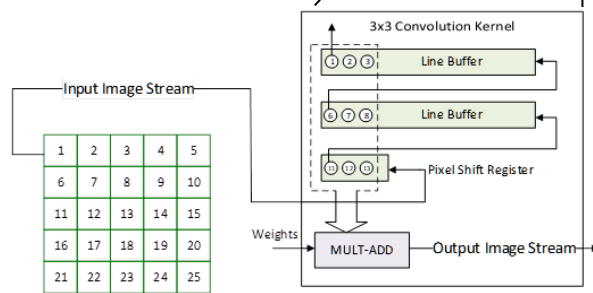 3x3 Convolution Kernel
1 2 3 Line Buffer
Input Image Stream
6 7 8 Line Buffer
1 2 3 4 5
6 7 8 9 10
11 12 13 Pixel Shift Register
11 12 13 14 15
16 17 18 19 20
Weights
MULT-ADD
Output Image Stream
21 22 23 24 25